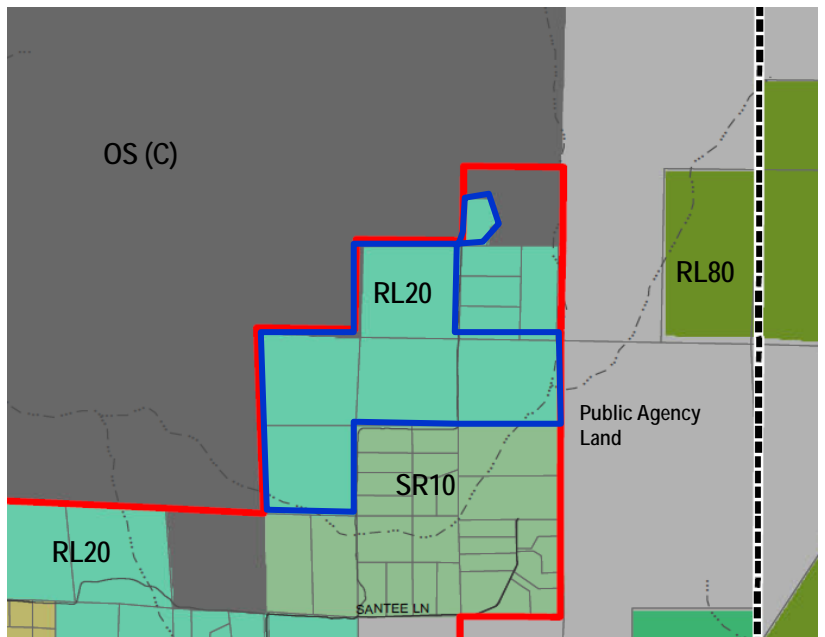 OS (C)
RL20
RL80
Public Agency
Land
SR10
RL20
SANTEE LN